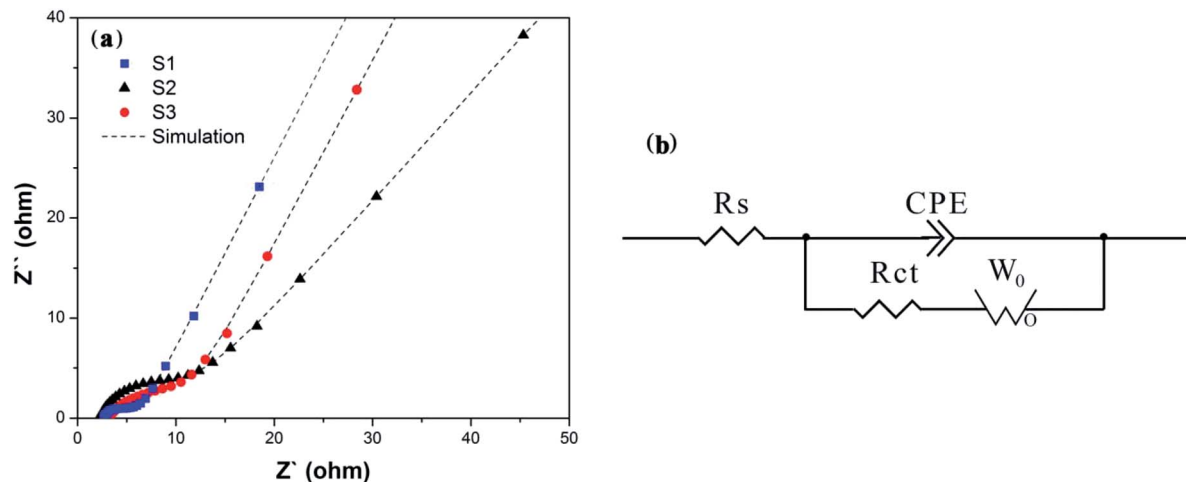 (a)
S1
S2
S3
Simulation
40
30
20
10
0
Z`` (ohm)
0 10 20 30 40 50
Z` (ohm)
(b)
Rs
CPE
Rct
W₀
O